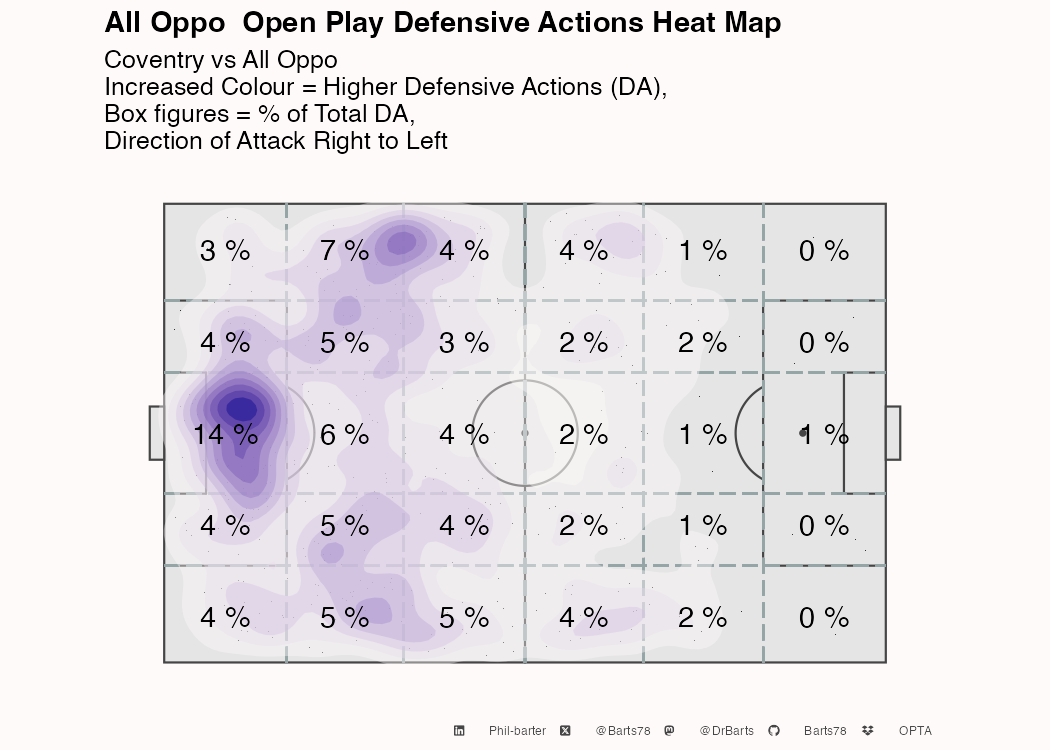 All Oppo  Open Play Defensive Actions Heat Map
Coventry vs All Oppo
Increased Colour = Higher Defensive Actions (DA),
Box figures = % of Total DA,
Direction of Attack Right to Left
3 % 7 % 4 % 4 % 1 % 0 %
4 % 5 % 3 % 2 % 2 % 0 %
14 % 6 % 4 % 2 % 1 % 1 %
4 % 5 % 4 % 2 % 1 % 0 %
4 % 5 % 5 % 4 % 2 % 0 %
Phil-barter @Barts78 @DrBarts Barts78 OPTA